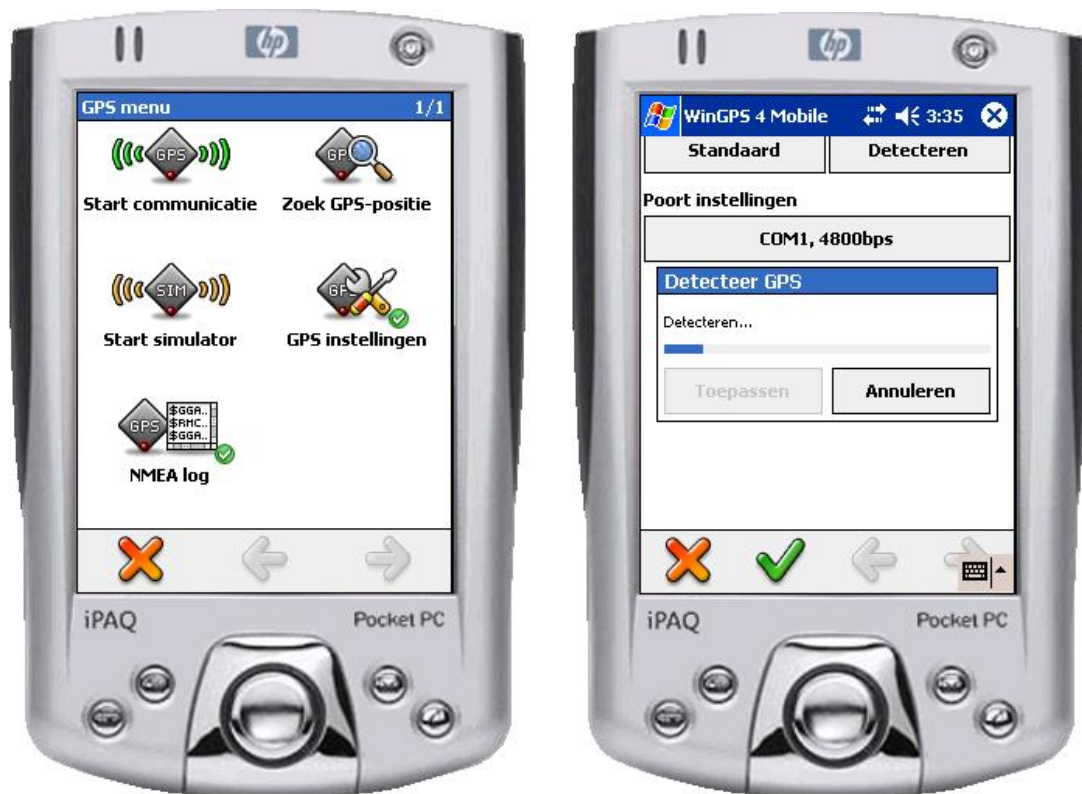 hp
GPS menu 1/1
GPS
GPS
Start communicatie Zoek GPS-positie
SIM
GPS
Start simulator GPS instellingen
GPS
$GGA..
$RMC..
$GGA..
NMEA log
iPAQ Pocket PC
hp
WinGPS 4 Mobile 3:35
Standaard Detecteren
Poort instellingen
COM1, 4800bps
Detecteer GPS
Detecteren...
Toepassen Annuleren
iPAQ Pocket PC